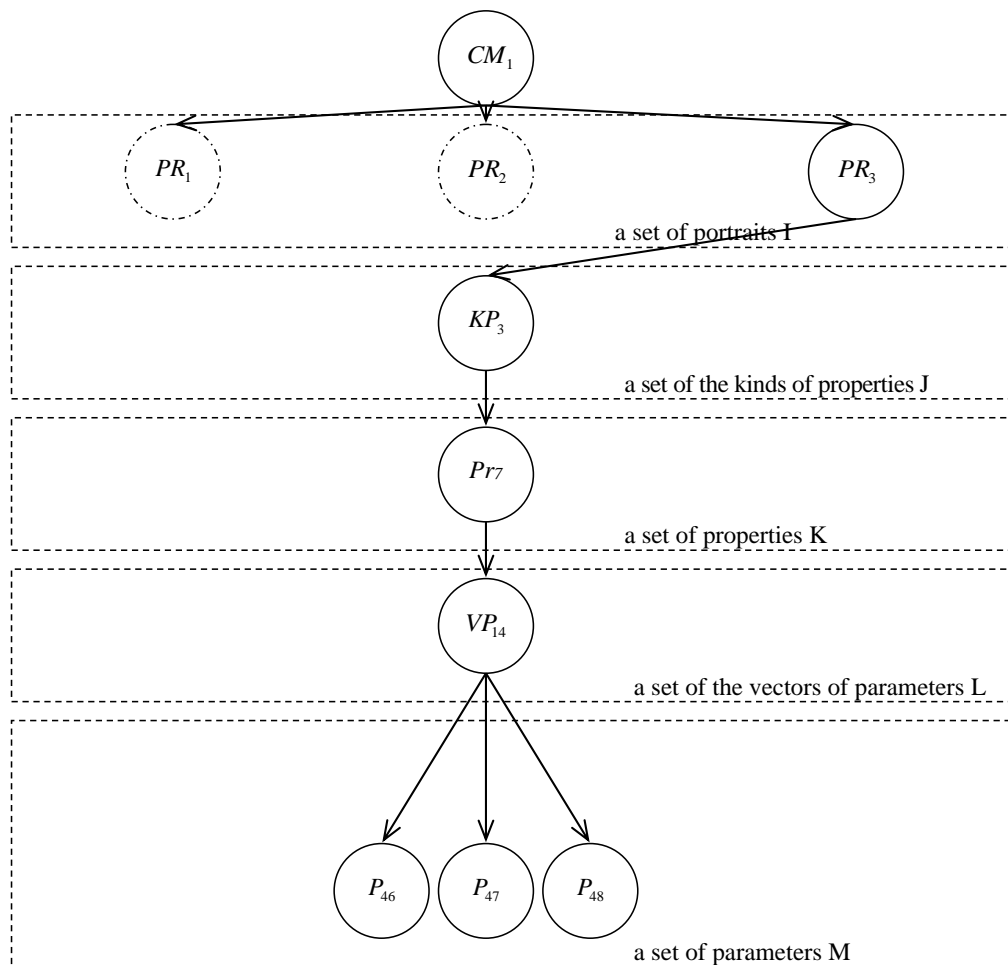 CM₁
PR₁ PR₂ PR₃
a set of portraits I
KP₃
a set of the kinds of properties J
Pr7
a set of properties K
VP₁₄
a set of the vectors of parameters L
P₄₆ P₄₇ P₄₈
a set of parameters M